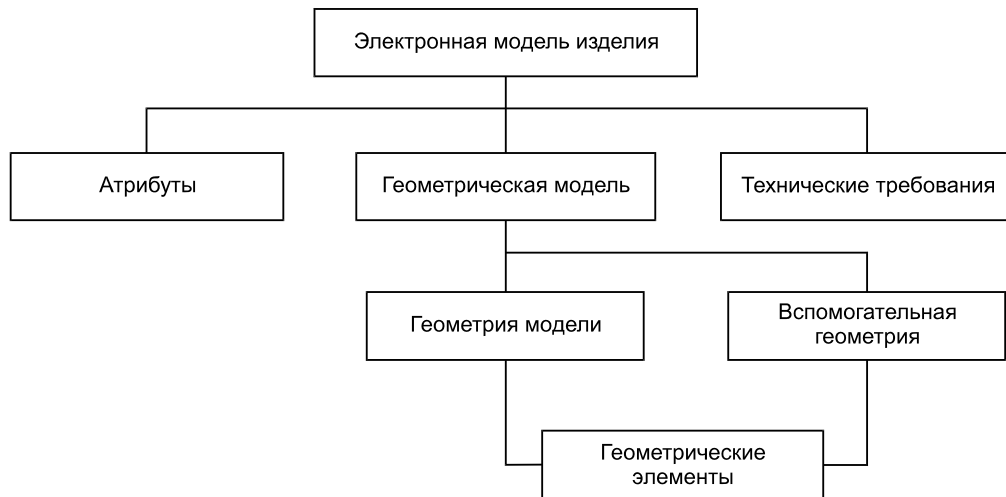 Электронная модель изделия
Атрибуты
Геометрическая модель
Технические требования
Геометрия модели
Вспомогательная
геометрия
Геометрические
элементы